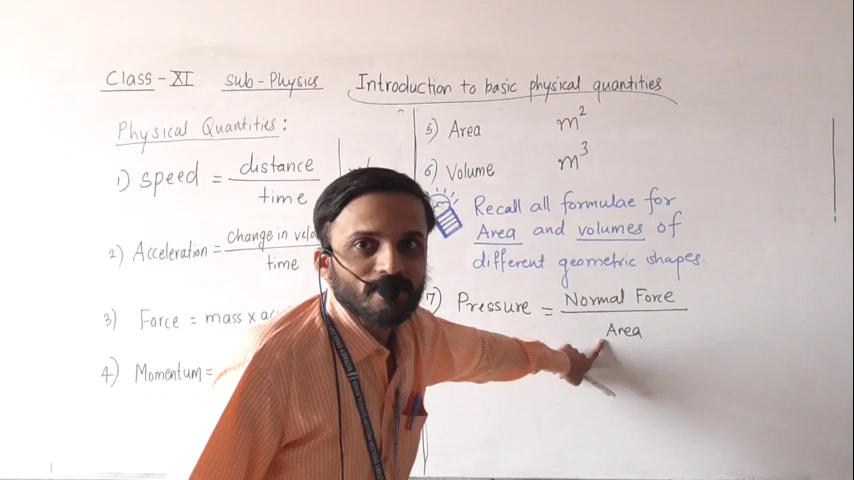 Class-XI Sub-Physics Introduction to basic physical quantities
Physical Quantities:
1) Speed = distance
time
2) Acceleration = change in
time
3) Force = mass x
4) Momentum =
5) Area m²
6) Volume m³
Recall all formulae for
Area and volumes of
different geometric shapes.
7) Pressure = Normal Force
Area